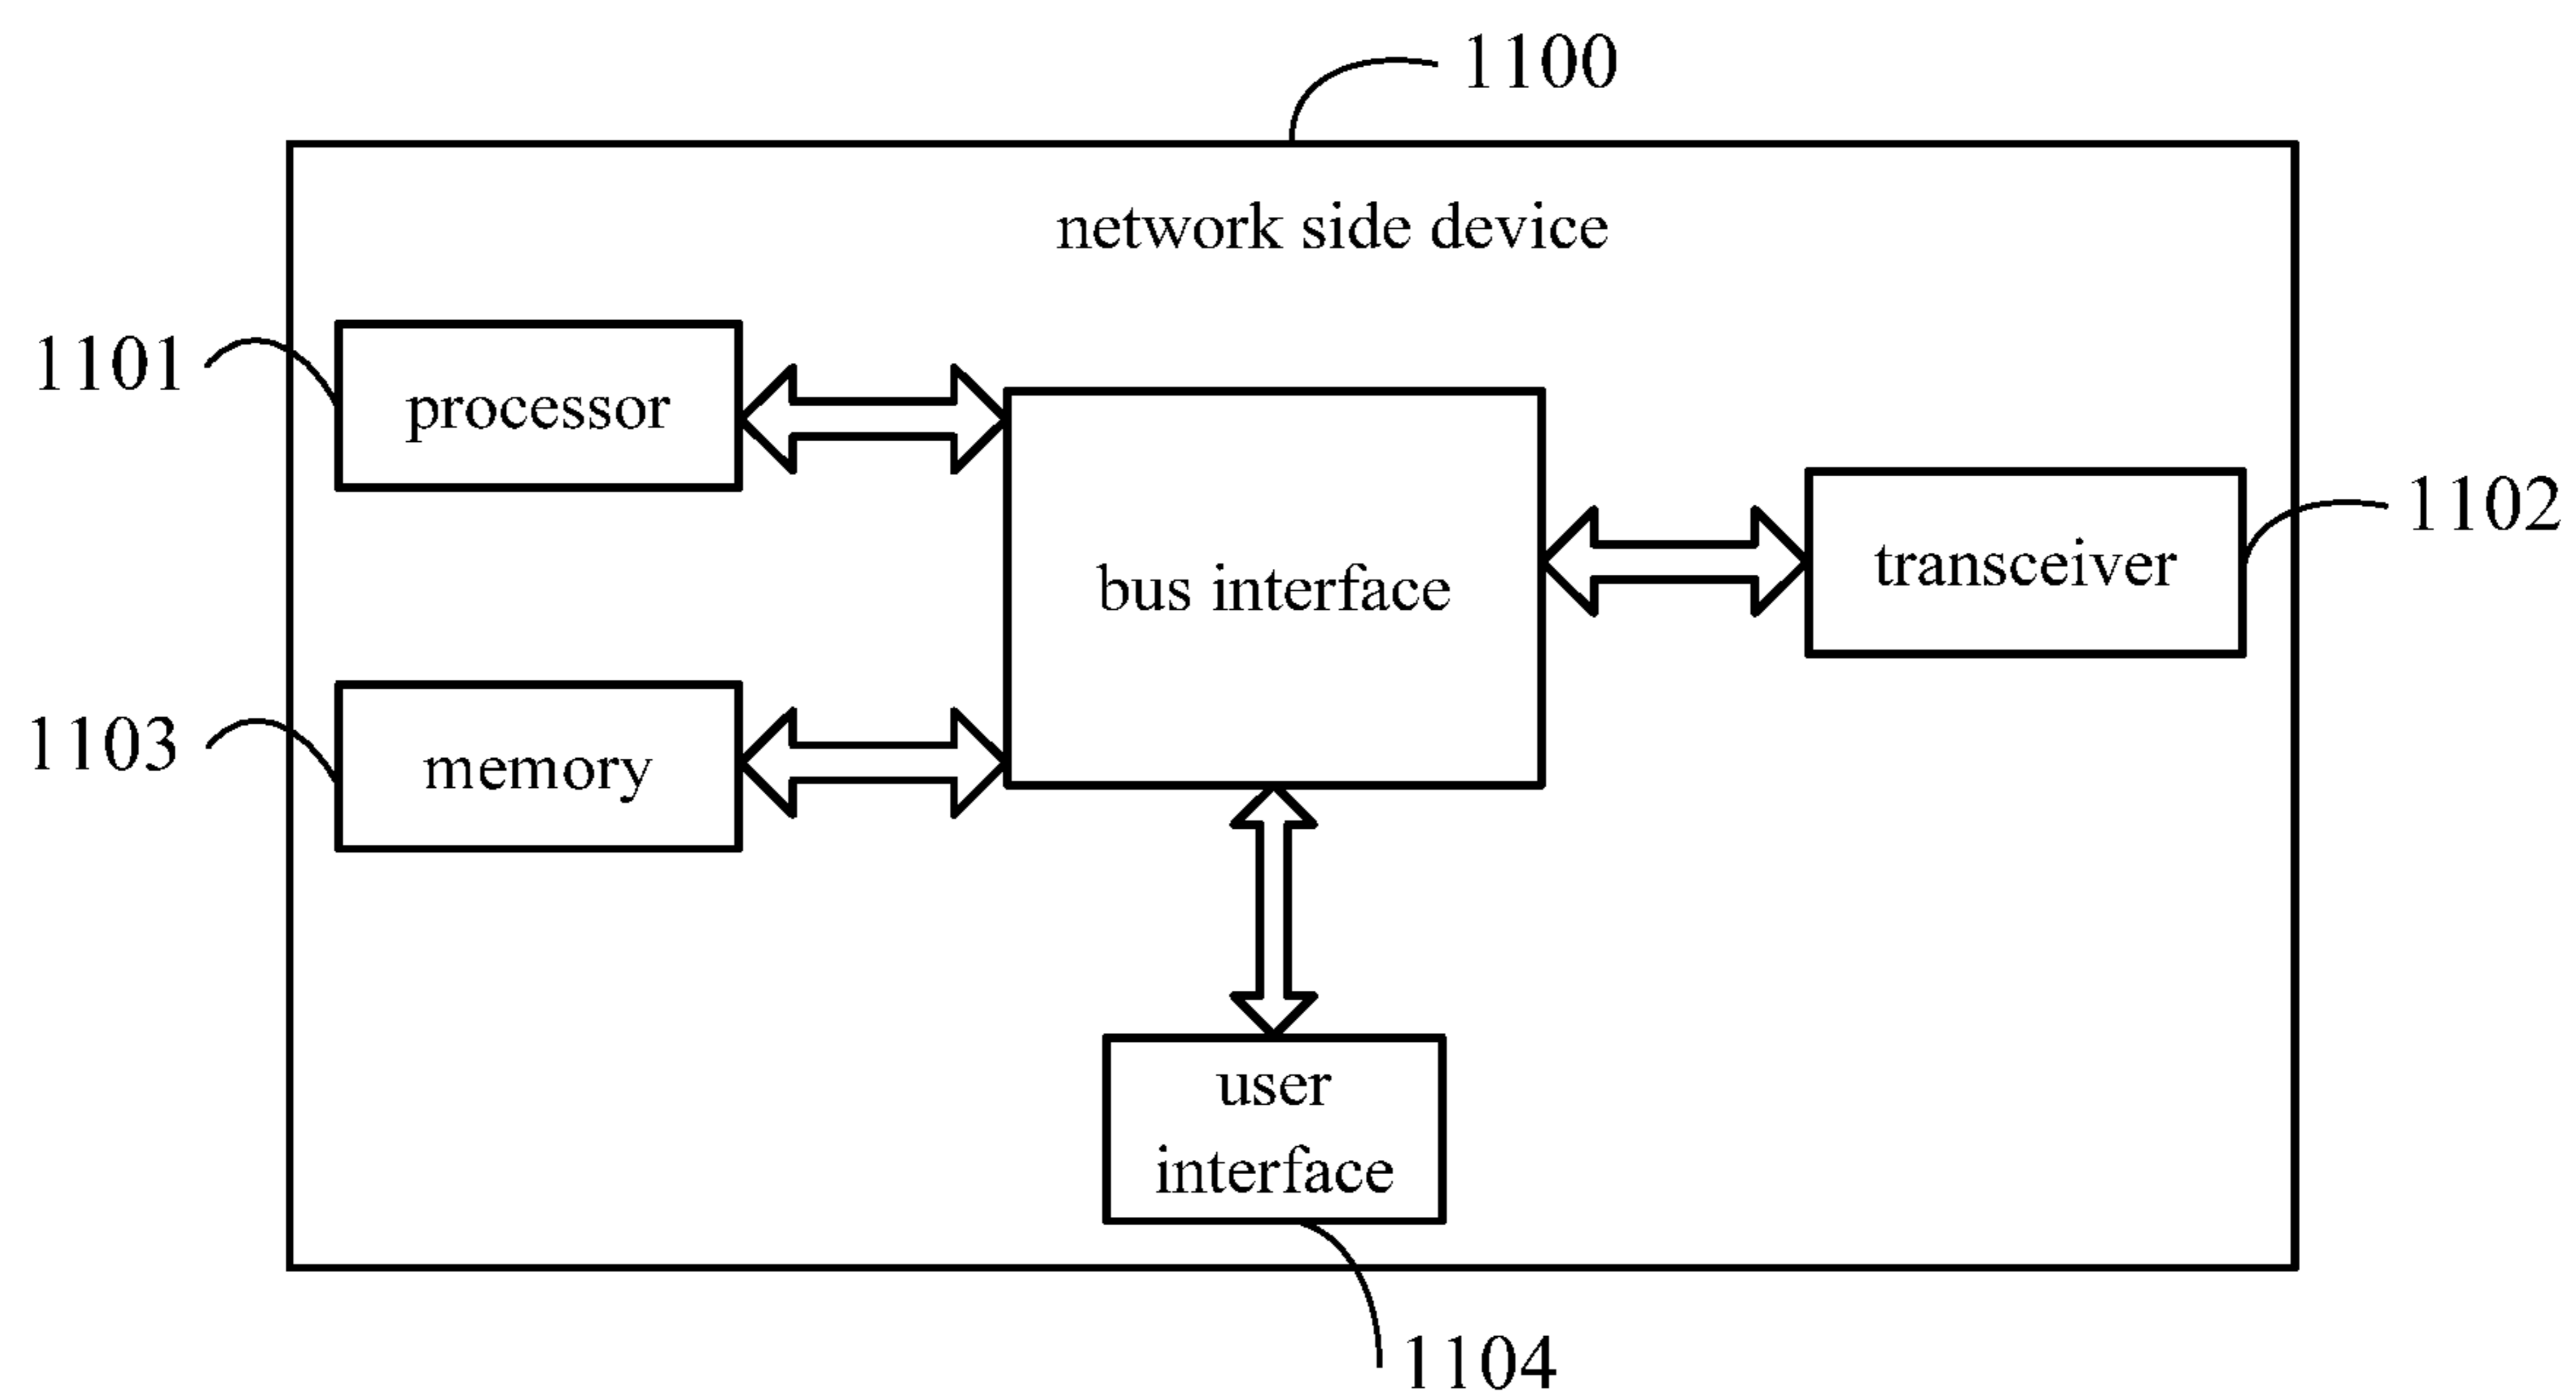 1100
network side device
1101
processor
bus interface
transceiver
1102
1103
memory
user
interface
1104